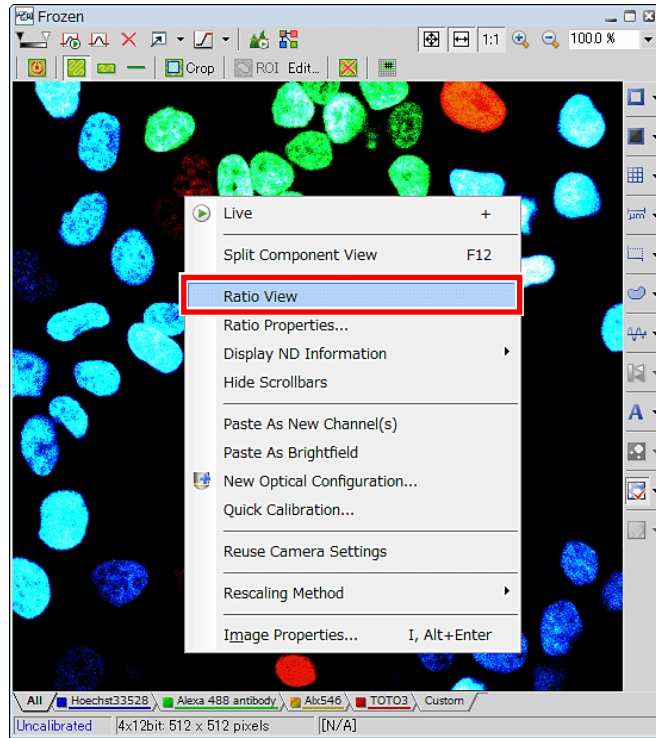 Frozen
1:1
100.0 %
Crop
ROI Edit...
Live +
Split Component View F12
Ratio View
Ratio Properties...
Display ND Information
Hide Scrollbars
Paste As New Channel(s)
Paste As Brightfield
New Optical Configuration...
Quick Calibration...
Reuse Camera Settings
Rescaling Method
Image Properties... I, Alt+Enter
μm
A
All Hoechst33528 Alexa 488 antibody Alx546 TOTO3 Custom
Uncalibrated 4x12bit: 512 x 512 pixels [N/A]